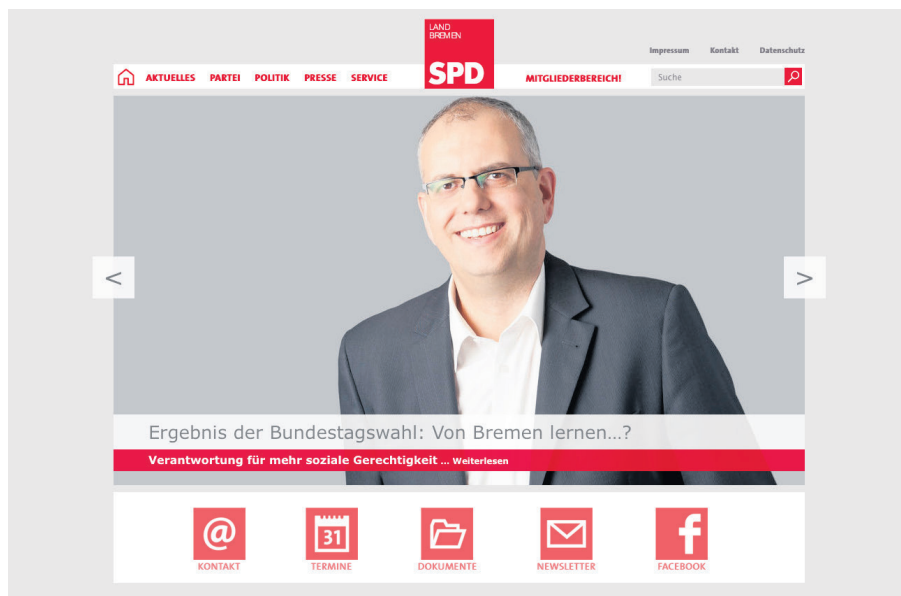 LAND
BREMEN
SPD
Impressum Kontakt Datenschutz
AKTUELLES PARTEI POLITIK PRESSE SERVICE MITGLIEDERBEREICH! Suche
<
>
Ergebnis der Bundestagswahl: Von Bremen lernen...?
Verantwortung für mehr soziale Gerechtigkeit ... Weiterlesen
@ 31 f
KONTAKT TERMINE DOKUMENTE NEWSLETTER FACEBOOK